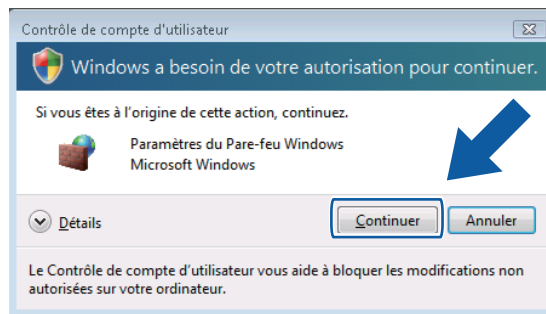 Contrôle de compte d'utilisateur
Windows a besoin de votre autorisation pour continuer.
Si vous êtes à l'origine de cette action, continuez.
Paramètres du Pare-feu Windows
Microsoft Windows
Détails
Continuer
Annuler
Le Contrôle de compte d'utilisateur vous aide à bloquer les modifications non
autorisées sur votre ordinateur.